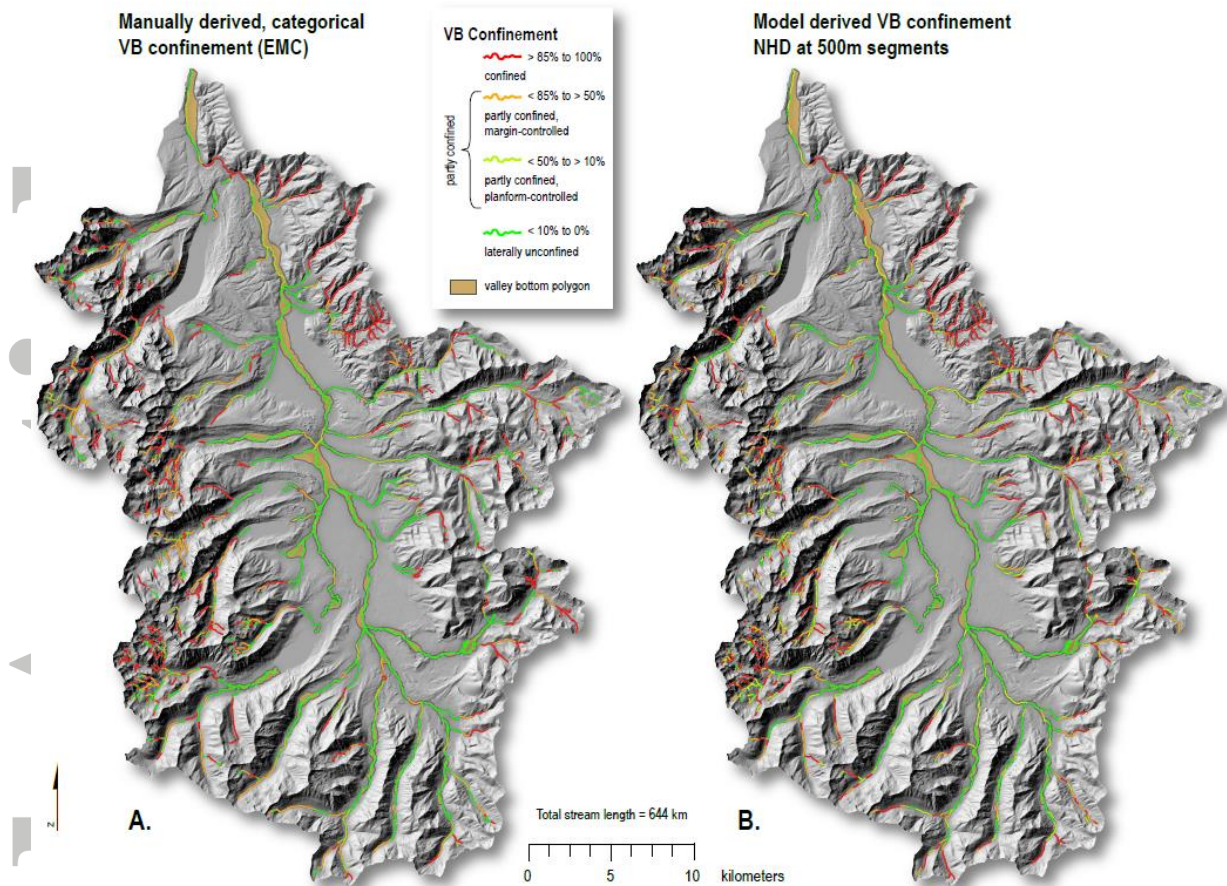 Manually derived, categorical
VB confinement (EMC)
VB Confinement
> 85% to 100%
confined
< 85% to > 50%
partly confined,
margin-controlled
partly confined
< 50% to > 10%
partly confined,
planform-controlled
< 10% to 0%
laterally unconfined
valley bottom polygon
Model derived VB confinement
NHD at 500m segments
N
A.
Total stream length = 644 km
0 5 10 kilometers
B.